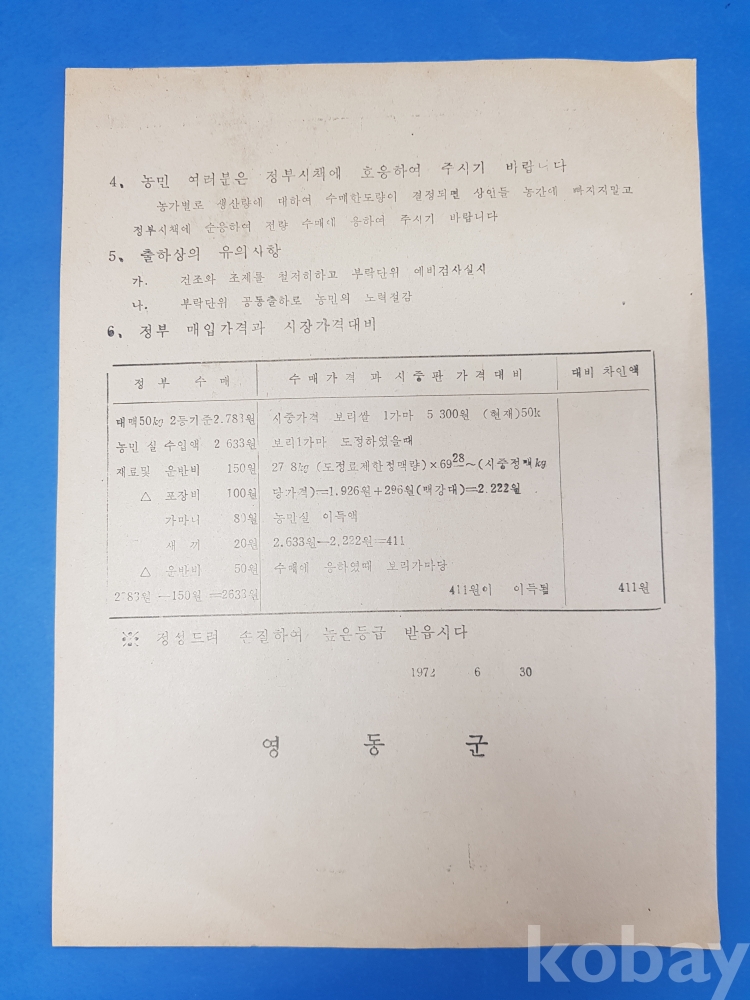 4. 농민 여러분은 정부시책에 호응하여 주시기 바랍니다
농가별로 생산량에 대하여 수매한도량이 결정되면 상인들 농간에 빠지지말고
정부시책에 순응하여 전량 수매에 응하여 주시기 바랍니다
5. 출하상의 유의사항
가. 건조와 조제를 철저히하고 부락단위 예비검사실시
나. 부락단위 공동출하로 농민의 노력절감
6. 정부 매입가격과 시장가격대비
정 부 수 매 수매가격 과 시중판 가격대비 대비 차인액
대맥50kg 2등기준2.783원 시중가격 보리쌀 1가마 5 300원 (현재)50k
농민 실 수입액 2 633원 보리1가마 도정하였을때
재료및 운반비 150원 27 8kg (도정료제한정맥량)×6928~(시중정맥kg
△ 포장비 100원 당가격)=1,926원+296원(맥강대)=2.222원
가마니 80원 농민실 이득액
새 끼 20원 2.633원-2.222원=411
△ 운반비 50원 수매에 응하였때 보리가마당
2783원 -150원 =2633원 411원이 이득됨 411원
※ 정성드려 손질하여 높은등급 받읍시다
1972 6 30
영 동 군
kobay